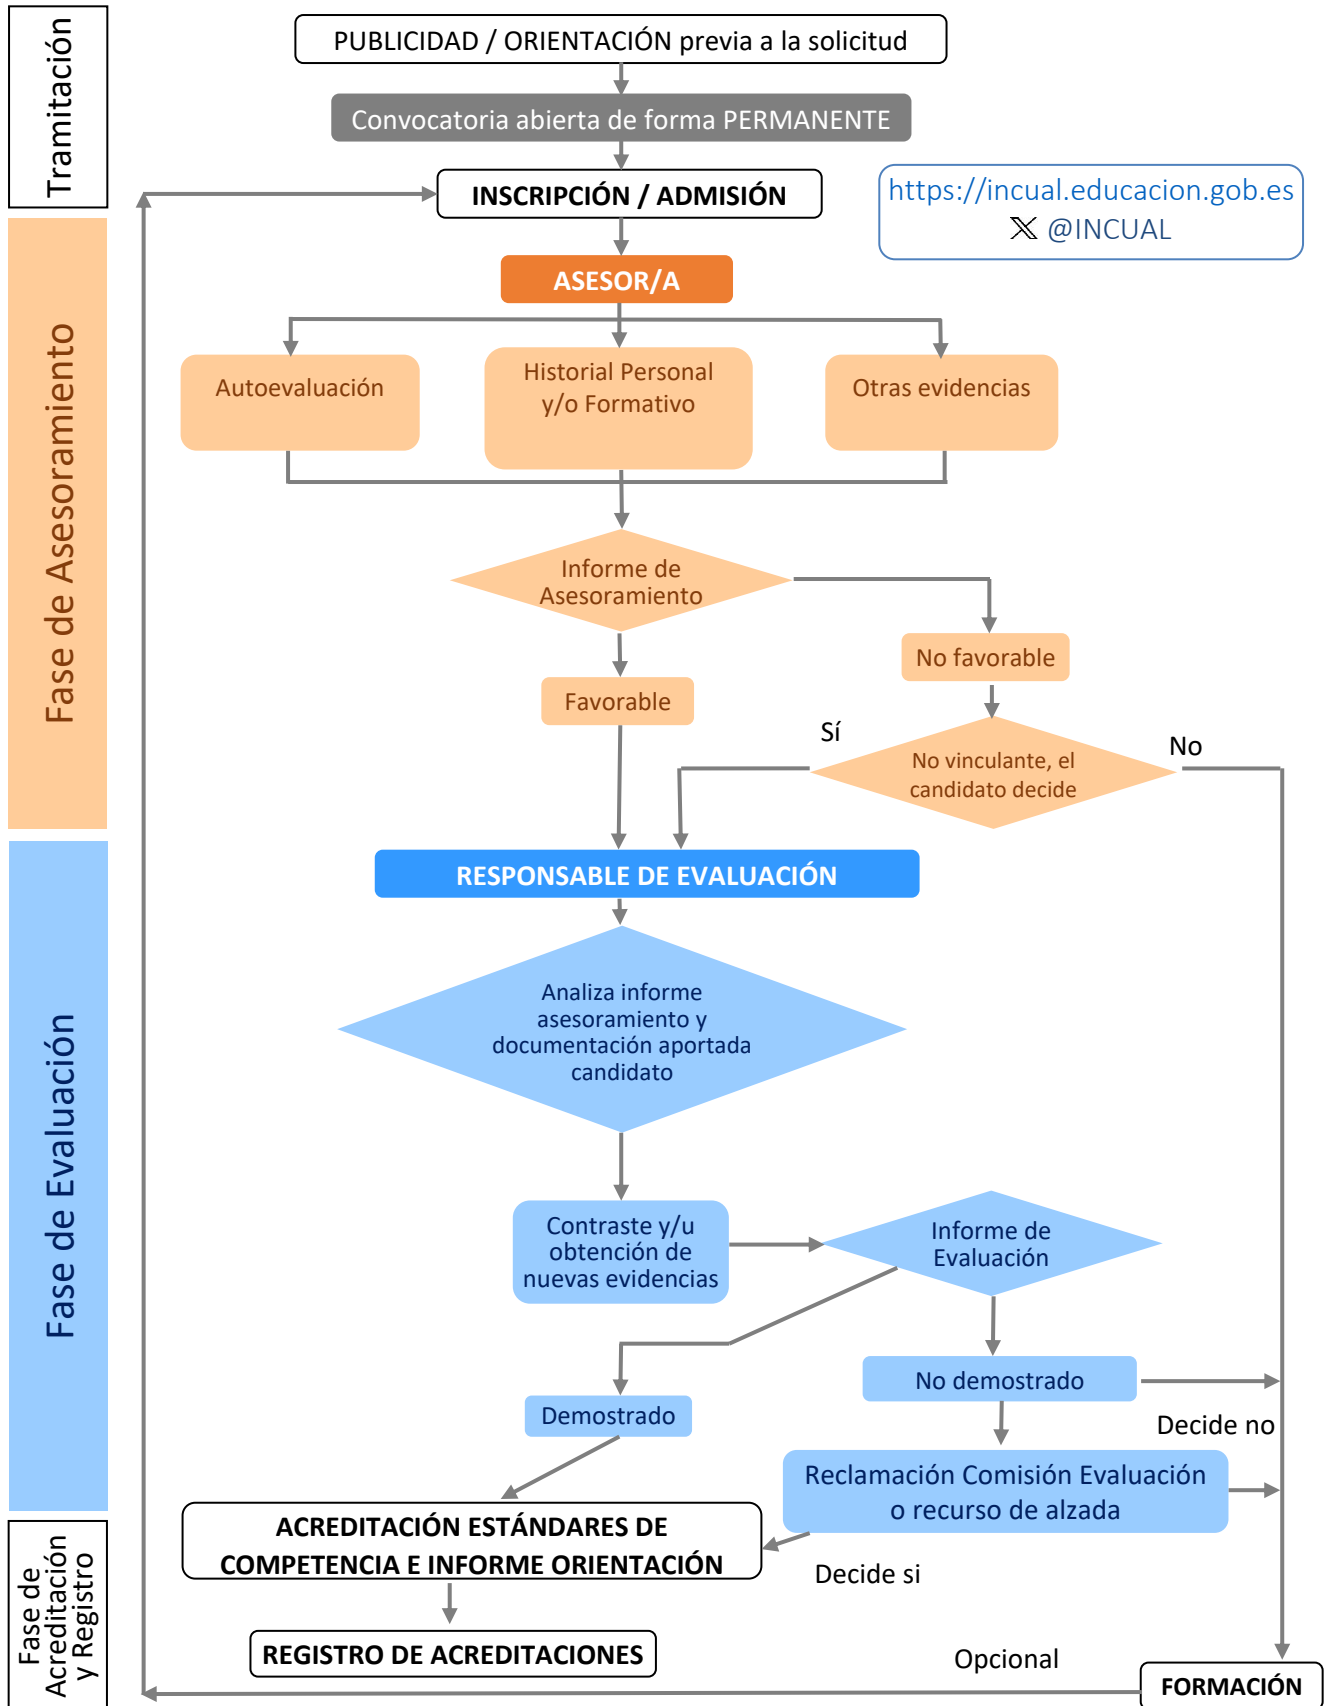 Tramitación
PUBLICIDAD / ORIENTACIÓN previa a la solicitud
Convocatoria abierta de forma PERMANENTE
INSCRIPCIÓN / ADMISIÓN
https://incual.educacion.gob.es
@INCUAL
Fase de Asesoramiento
ASESOR/A
Autoevaluación
Historial Personal
y/o Formativo
Otras evidencias
Informe de
Asesoramiento
No favorable
Favorable
Sí
No
No vinculante, el
candidato decide
Fase de Evaluación
RESPONSABLE DE EVALUACIÓN
Analiza informe
asesoramiento y
documentación aportada
candidato
Contraste y/u
obtención de
nuevas evidencias
Informe de
Evaluación
No demostrado
Demostrado
Decide no
Reclamación Comisión Evaluación
o recurso de alzada
Decide si
Fase de
Acreditación
y Registro
ACREDITACIÓN ESTÁNDARES DE
COMPETENCIA E INFORME ORIENTACIÓN
REGISTRO DE ACREDITACIONES
Opcional
FORMACIÓN